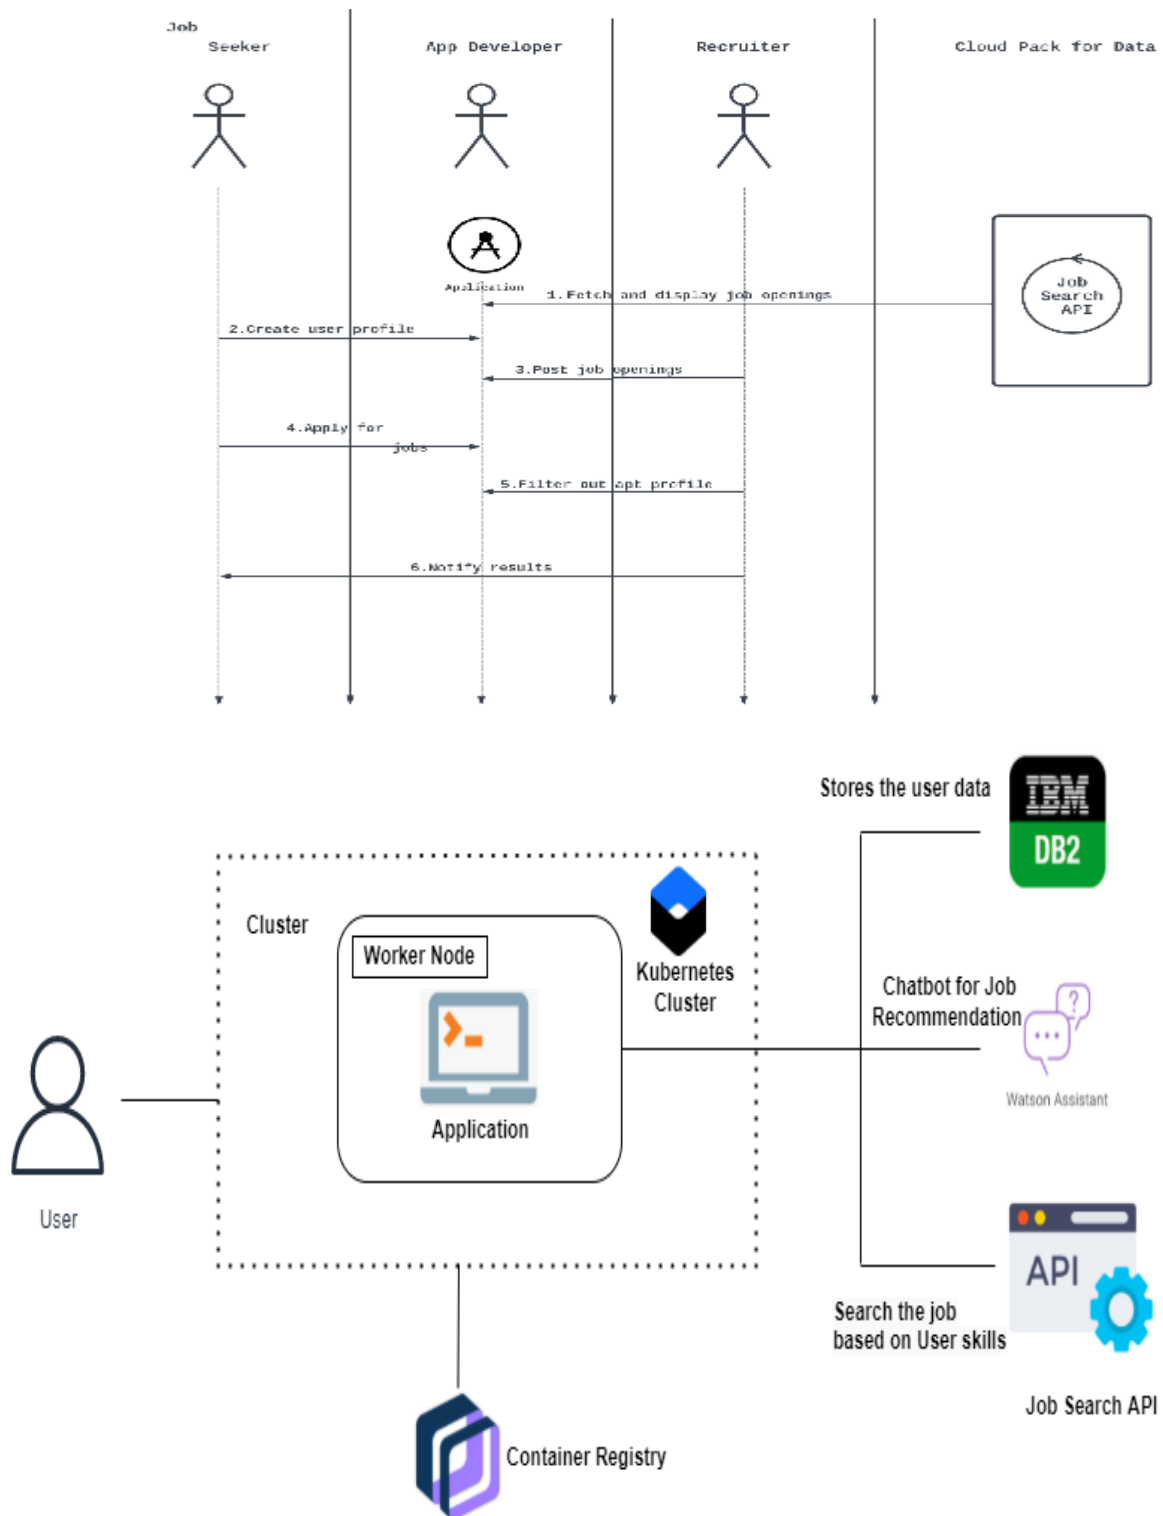 Job
Seeker
App Developer
Recruiter
Cloud Pack for Data
Application
1.Fetch and display job openings
Job
Search
API
2.Create user profile
3.Post job openings
4.Apply for
jobs
5.Filter out apt profile
6.Notify results
Stores the user data
IBM
DB2
Cluster
Worker Node
Kubernetes
Cluster
Chatbot for Job
Recommendation
?
Watson Assistant
Application
User
API
Search the job
based on User skills
Job Search API
Container Registry